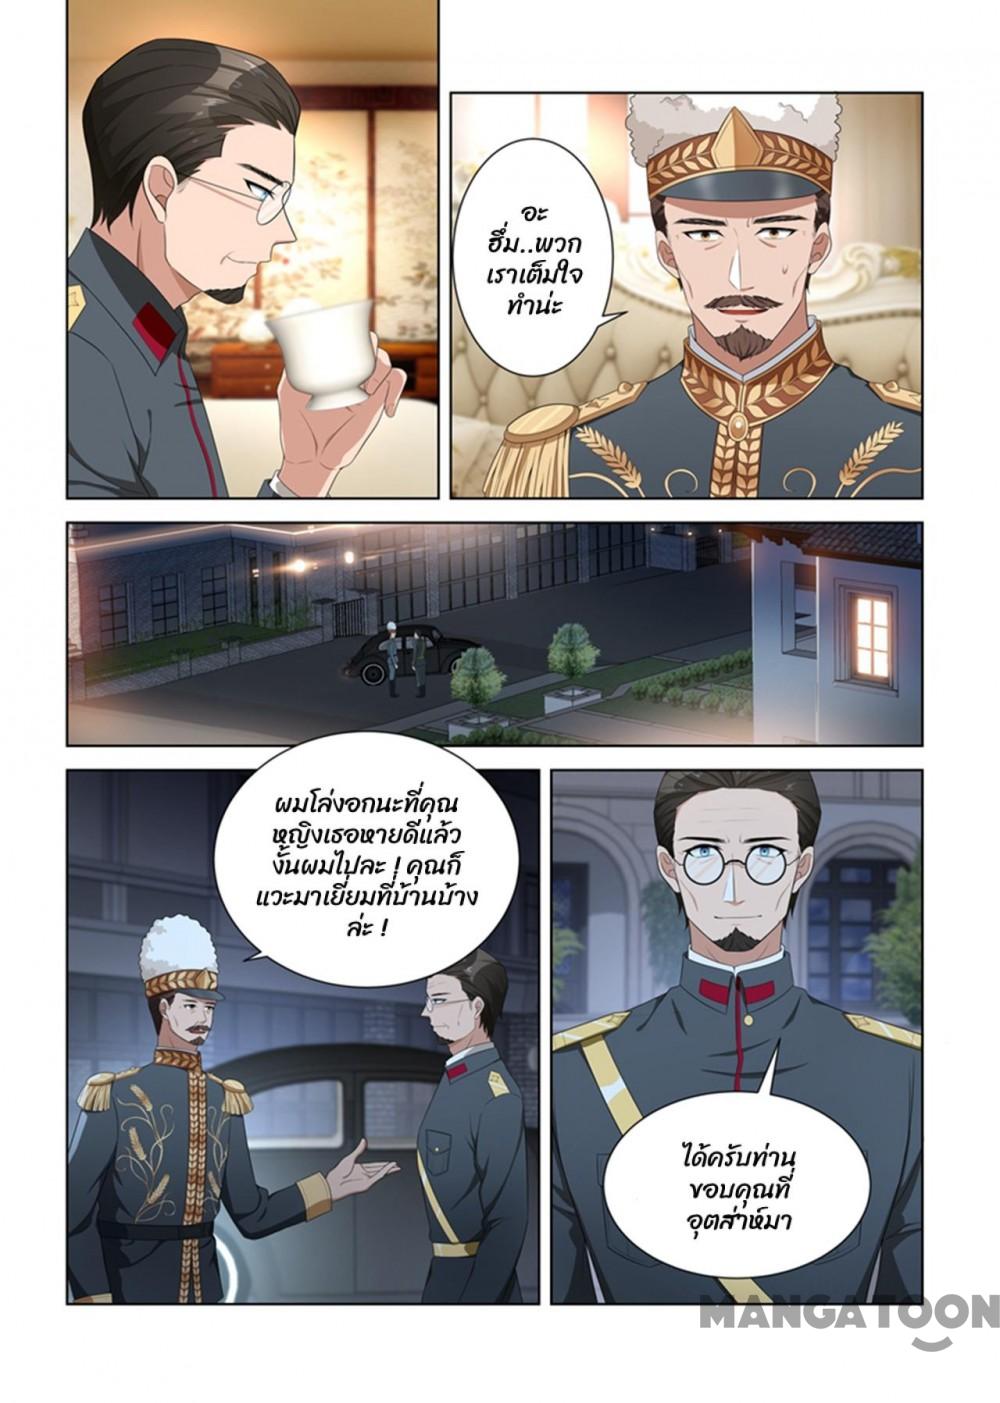 อะ
ฮึ่ม..พวก
เราเต็มใจ
ทำน่ะ
ผมโล่งอกนะที่คุณ
หญิงเธอหายดีแล้ว
งั้นผมไปละ ! คุณก็
แวะมาเยี่ยมที่บ้านบ้าง
ล่ะ !
ได้ครับท่าน
ขอบคุณที่
อุตส่าห์มา
MANGATOON